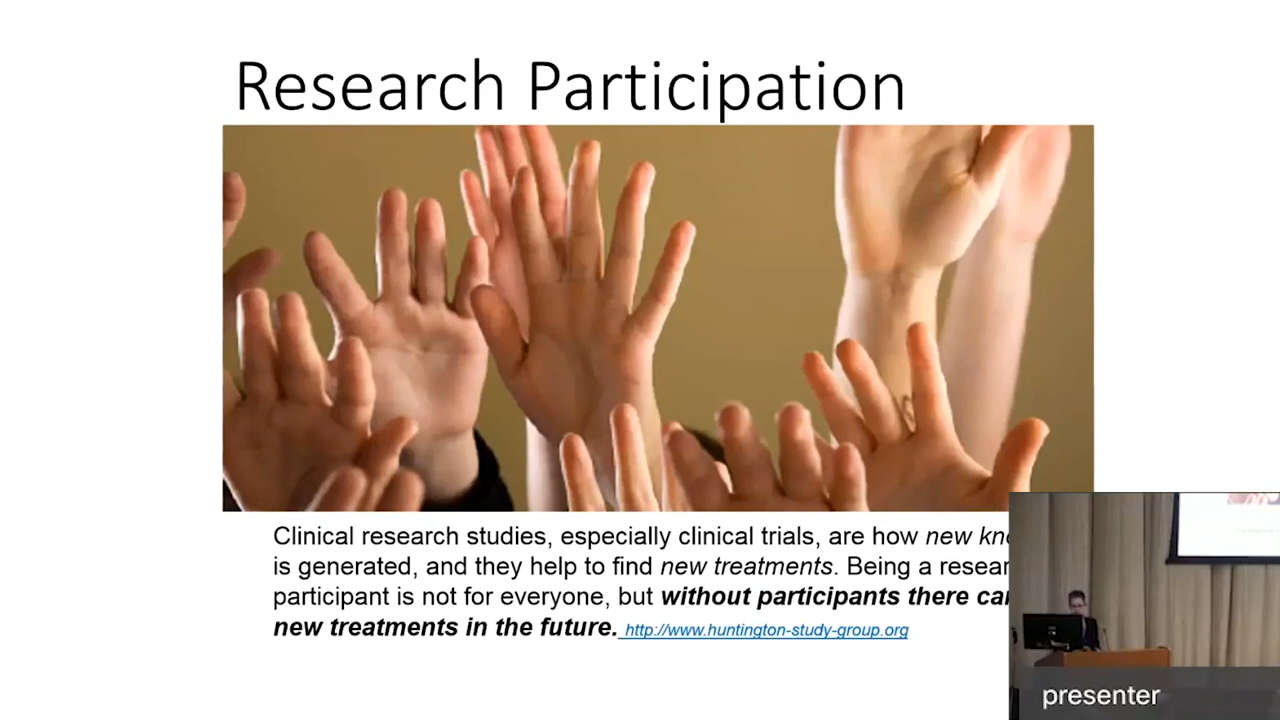 Research Participation
Clinical research studies, especially clinical trials, are how new
is generated, and they help to find new treatments. Being a
participant is not for everyone, but without participants there
new treatments in the future. http://www.huntington-study-group.org
presenter